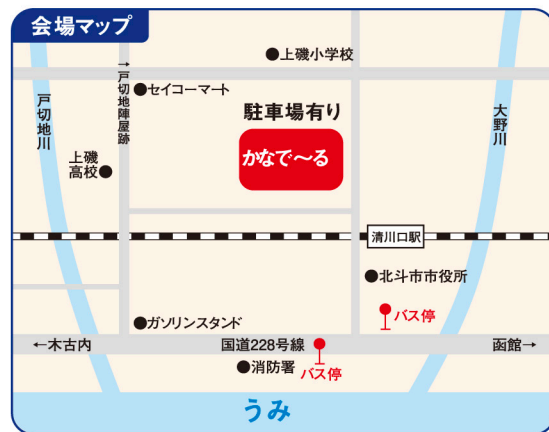 会場マップ
上磯小学校
→戸切地陣屋跡
セイコーマート
戸切地川
駐車場有り
大野川
かなで〜る
上磯
高校
清川口駅
北斗市市役所
バス停
ガソリンスタンド
←木古内
国道228号線
函館→
消防署
バス停
うみ